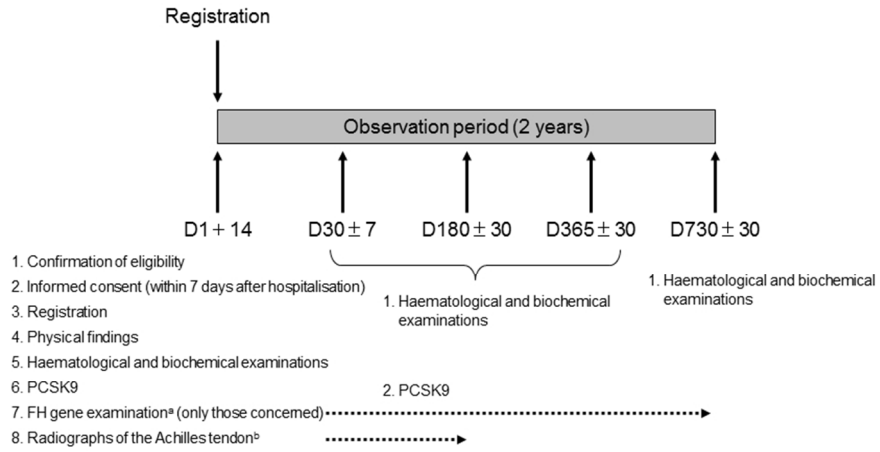 Registration
Observation period (2 years)
D1 + 14
D30 ± 7
D180 ± 30
D365 ± 30
D730 ± 30
1. Confirmation of eligibility
2. Informed consent (within 7 days after hospitalisation)
3. Registration
4. Physical findings
5. Haematological and biochemical examinations
6. PCSK9
7. FH gene examinationᵃ (only those concerned)
8. Radiographs of the Achilles tendonᵇ
1. Haematological and biochemical
examinations
2. PCSK9
1. Haematological and biochemical
examinations